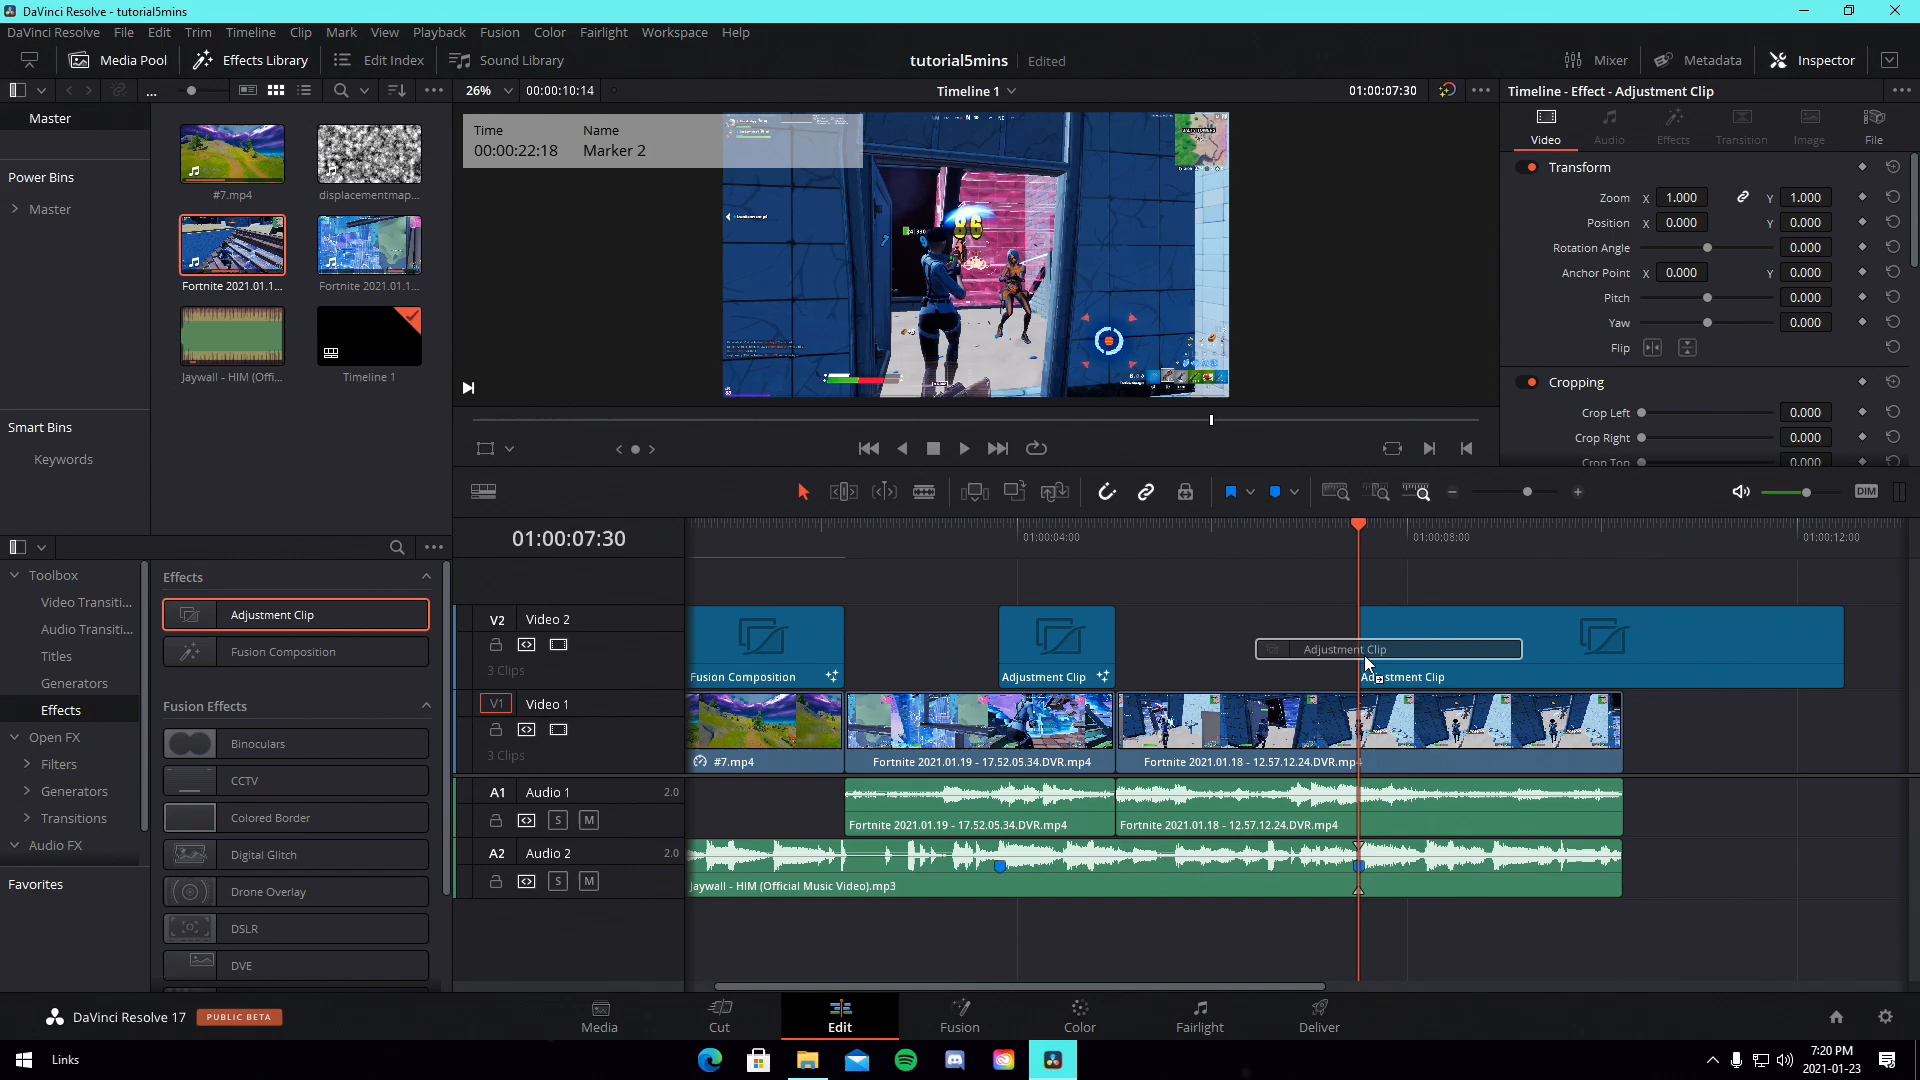 DaVinci Resolve - tutorial5mins
DaVinci Resolve File Edit Trim Timeline Clip Mark View Playback Fusion Color Fairlight Workspace Help
Media Pool Effects Library Edit Index Sound Library
tutorial5mins Edited
Mixer Metadata Inspector
... 26% 00:00:10:14 Timeline 1 01:00:07:30
Timeline - Effect - Adjustment Clip
Master
Power Bins
Master
Smart Bins
Keywords
#7.mp4
displacementmap...
Fortnite 2021.01.1...
Fortnite 2021.01.1...
Jaywall - HIM (Offi...
Timeline 1
Time Name
00:00:22:18 Marker 2
86
Video Audio Effects Transition Image File
Transform
Zoom X 1.000 Y 1.000
Position X 0.000 Y 0.000
Rotation Angle 0.000
Anchor Point X 0.000 Y 0.000
Pitch 0.000
Yaw 0.000
Flip
Cropping
Crop Left 0.000
Crop Right 0.000
Crop Top 0.000
DIM
Toolbox
Video Transiti...
Audio Transiti...
Titles
Generators
Effects
Open FX
Filters
Generators
Transitions
Audio FX
Favorites
Effects
Adjustment Clip
Fusion Composition
Fusion Effects
Binoculars
CCTV
Colored Border
Digital Glitch
Drone Overlay
DSLR
DVE
01:00:07:30
01:00:04:00 01:00:08:00 01:00:12:00
V2 Video 2
3 Clips
Fusion Composition
Adjustment Clip
Adjustment Clip
Adjustment Clip
V1 Video 1
3 Clips
#7.mp4
Fortnite 2021.01.19 - 17.52.05.34.DVR.mp4
Fortnite 2021.01.18 - 12.57.12.24.DVR.mp4
A1 Audio 1 2.0
S M
Fortnite 2021.01.19 - 17.52.05.34.DVR.mp4
Fortnite 2021.01.18 - 12.57.12.24.DVR.mp4
A2 Audio 2 2.0
S M
Jaywall - HIM (Official Music Video).mp3
DaVinci Resolve 17 PUBLIC BETA
Media Cut Edit Fusion Color Fairlight Deliver
Links
7:20 PM
2021-01-23